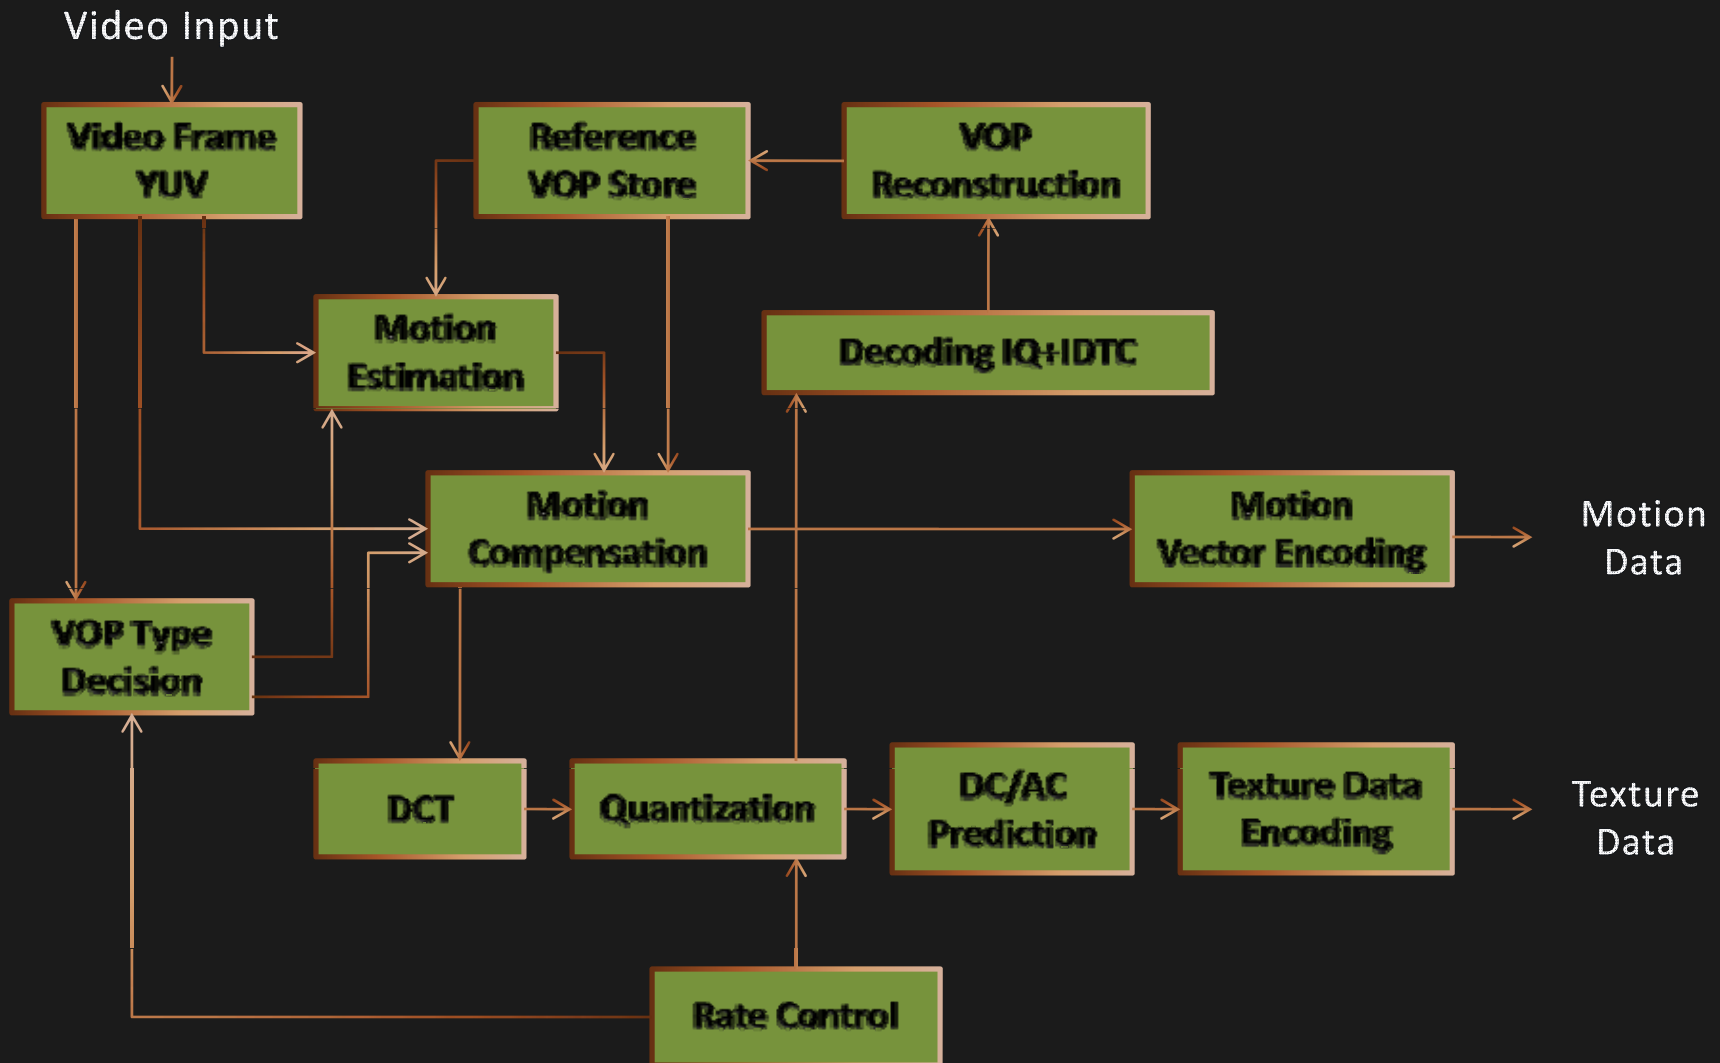 Video Input
Video Frame
YUV
Reference
VOP Store
VOP
Reconstruction
Motion
Estimation
Decoding IQ+IDTC
Motion
Compensation
Motion
Vector Encoding
Motion
Data
VOP Type
Decision
DCT
Quantization
DC/AC
Prediction
Texture Data
Encoding
Texture
Data
Rate Control